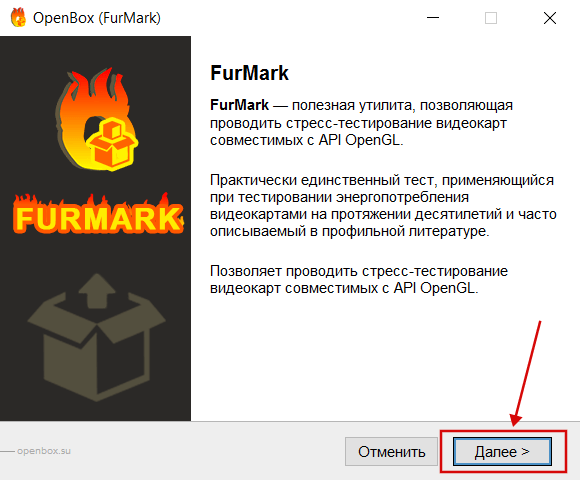 OpenBox (FurMark)
FurMark
FurMark — полезная утилита, позволяющая
проводить стресс-тестирование видеокарт
совместимых с API OpenGL.
Практически единственный тест, применяющийся
при тестировании энергопотребления
видеокартами на протяжении десятилетий и часто
описываемый в профильной литературе.
Позволяет проводить стресс-тестирование
видеокарт совместимых с API OpenGL.
FURMARK
openbox.su
Отменить
Далее >